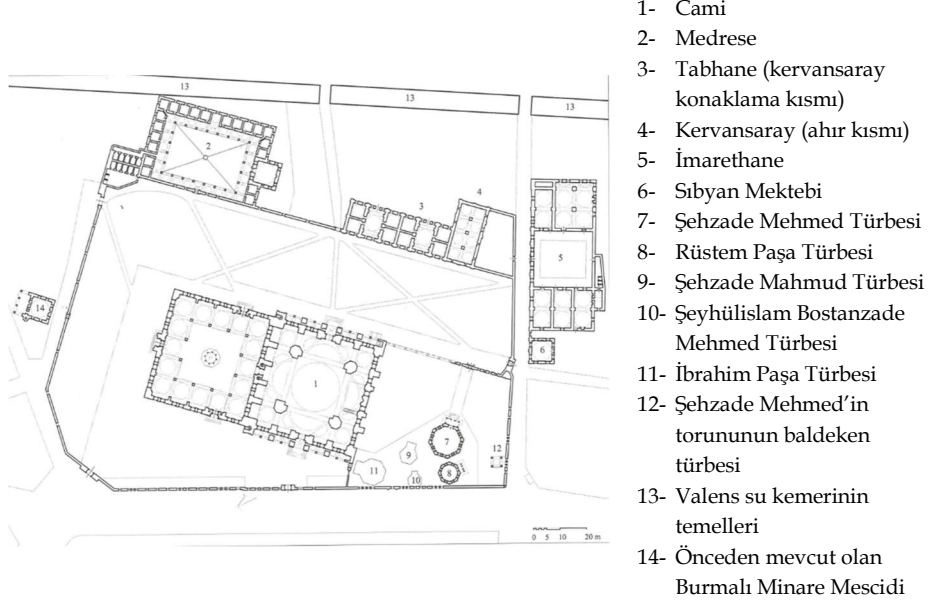 1- Cami
2- Medrese
3- Tabhane (kervansaray
konaklama kısmı)
4- Kervansaray (ahır kısmı)
5- İmarethane
6- Sıbyan Mektebi
7- Şehzade Mehmed Türbesi
8- Rüstem Paşa Türbesi
9- Şehzade Mahmud Türbesi
10- Şeyhülislam Bostanzade
Mehmed Türbesi
11- İbrahim Paşa Türbesi
12- Şehzade Mehmed’in
torununun baldeken
türbesi
13- Valens su kemerinin
temelleri
14- Önceden mevcut olan
Burmalı Minare Mescidi
13
13
13
2
3
4
5
14
6
1
7
12
9
8
11
10
0 5 10 20 m